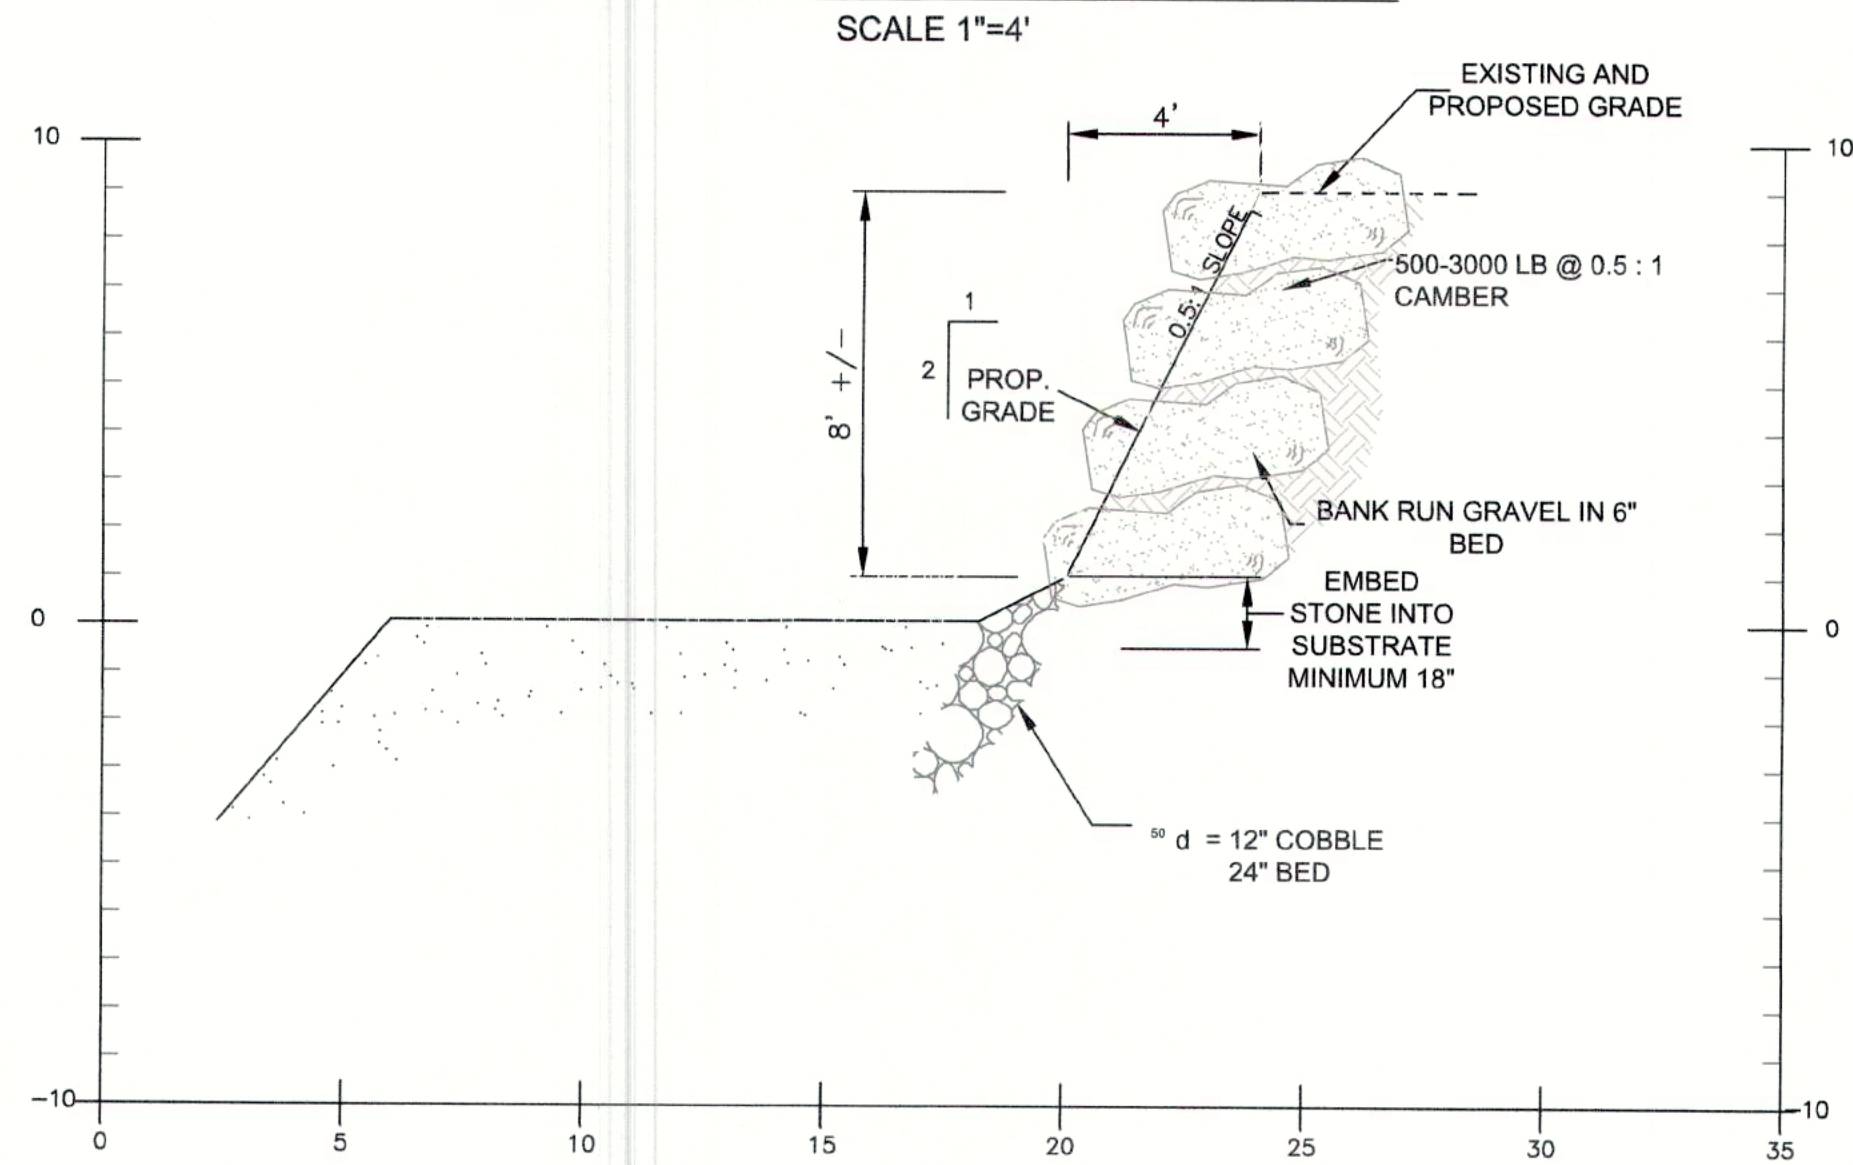 SCALE 1"=4'
EXISTING AND
PROPOSED GRADE
4'
10
10
0.5:1 SLOPE
500-3000 LB @ 0.5 : 1
CAMBER
1
2
8' +/-
PROP.
GRADE
BANK RUN GRAVEL IN 6"
BED
EMBED
STONE INTO
SUBSTRATE
MINIMUM 18"
0
0
50 d = 12" COBBLE
24" BED
-10
-10
0
5
10
15
20
25
30
35